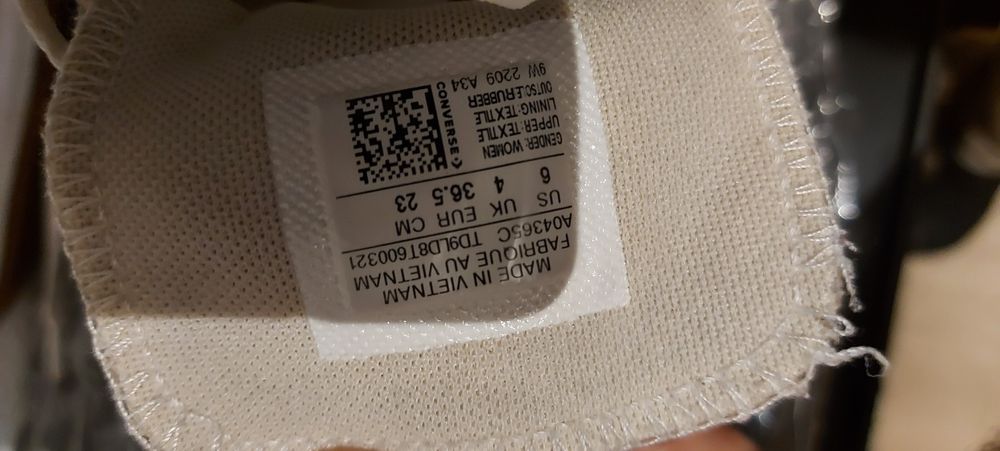 MADE IN VIETNAM
FABRIQUE AU VIETNAM
A04365C TD9LD8T600321
US UK EUR CM
6 4 36.5 23
GENDER: WOMEN
UPPER: TEXTILE
LINING:TEXTILE
OUTSOLE:RUBBER
9W 2209 A34
CONVERSE